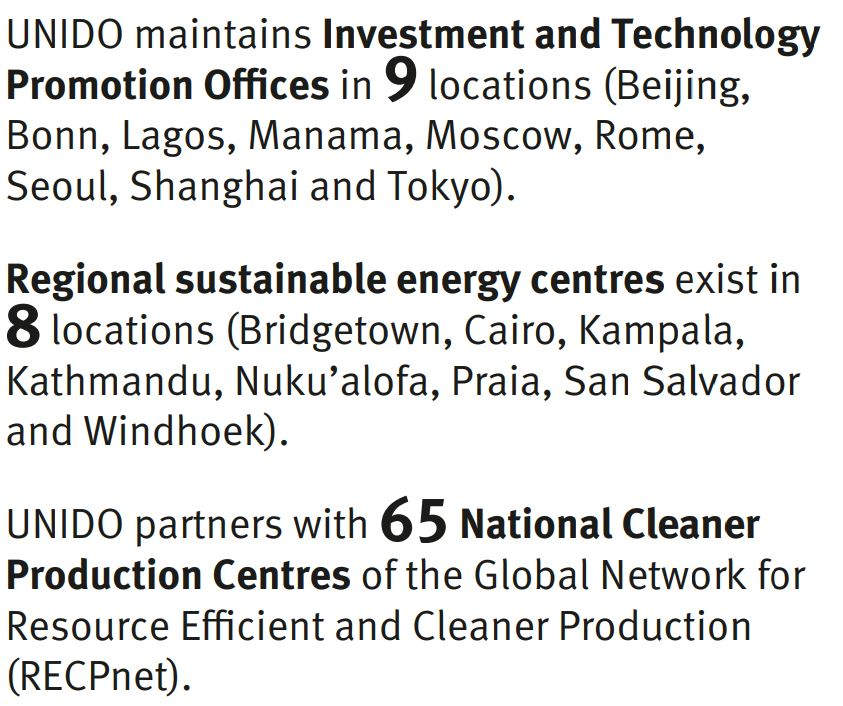 UNIDO maintains Investment and Technology
Promotion Offices in 9 locations (Beijing,
Bonn, Lagos, Manama, Moscow, Rome,
Seoul, Shanghai and Tokyo).
Regional sustainable energy centres exist in
8 locations (Bridgetown, Cairo, Kampala,
Kathmandu, Nuku’alofa, Praia, San Salvador
and Windhoek).
UNIDO partners with 65 National Cleaner
Production Centres of the Global Network for
Resource Efficient and Cleaner Production
(RECPnet).